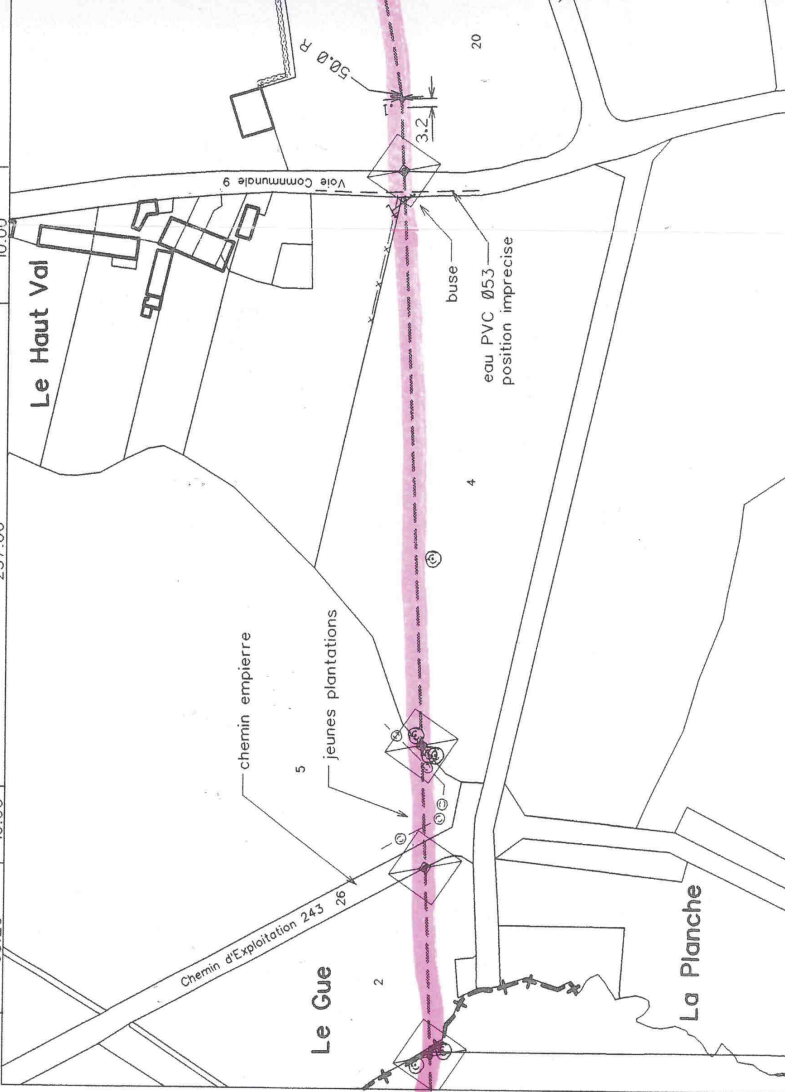 Le Haut Val
Voie Communale 9
50.0 R
3.2
20
buse
eau PVC Ø53
position imprecise
4
chemin empierre
5
jeunes plantations
Chemin d'Exploitation 243
26
Le Gue
2
La Planche